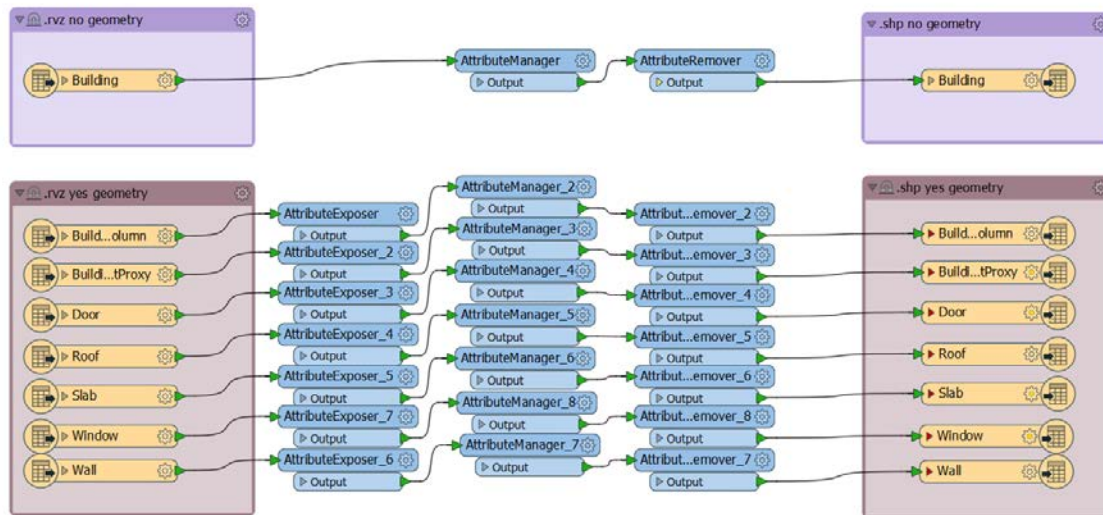 .rvz no geometry
.shp no geometry
Building
AttributeManager
Output
AttributeRemover
Output
Building
.rvz yes geometry
.shp yes geometry
Build...olumn
AttributeExposer
Output
AttributeManager_2
Output
Attribut...emover_2
Output
Build...olumn
Buildi...tProxy
AttributeExposer_2
Output
AttributeManager_3
Output
Attribut...emover_3
Output
Buildi...tProxy
Door
AttributeExposer_3
Output
AttributeManager_4
Output
Attribut...emover_4
Output
Door
Roof
AttributeExposer_4
Output
AttributeManager_5
Output
Attribut...emover_5
Output
Roof
Slab
AttributeExposer_5
Output
AttributeManager_6
Output
Attribut...emover_6
Output
Slab
Window
AttributeExposer_7
Output
AttributeManager_8
Output
Attribut...emover_8
Output
Window
Wall
AttributeExposer_6
Output
AttributeManager_7
Output
Attribut...emover_7
Output
Wall